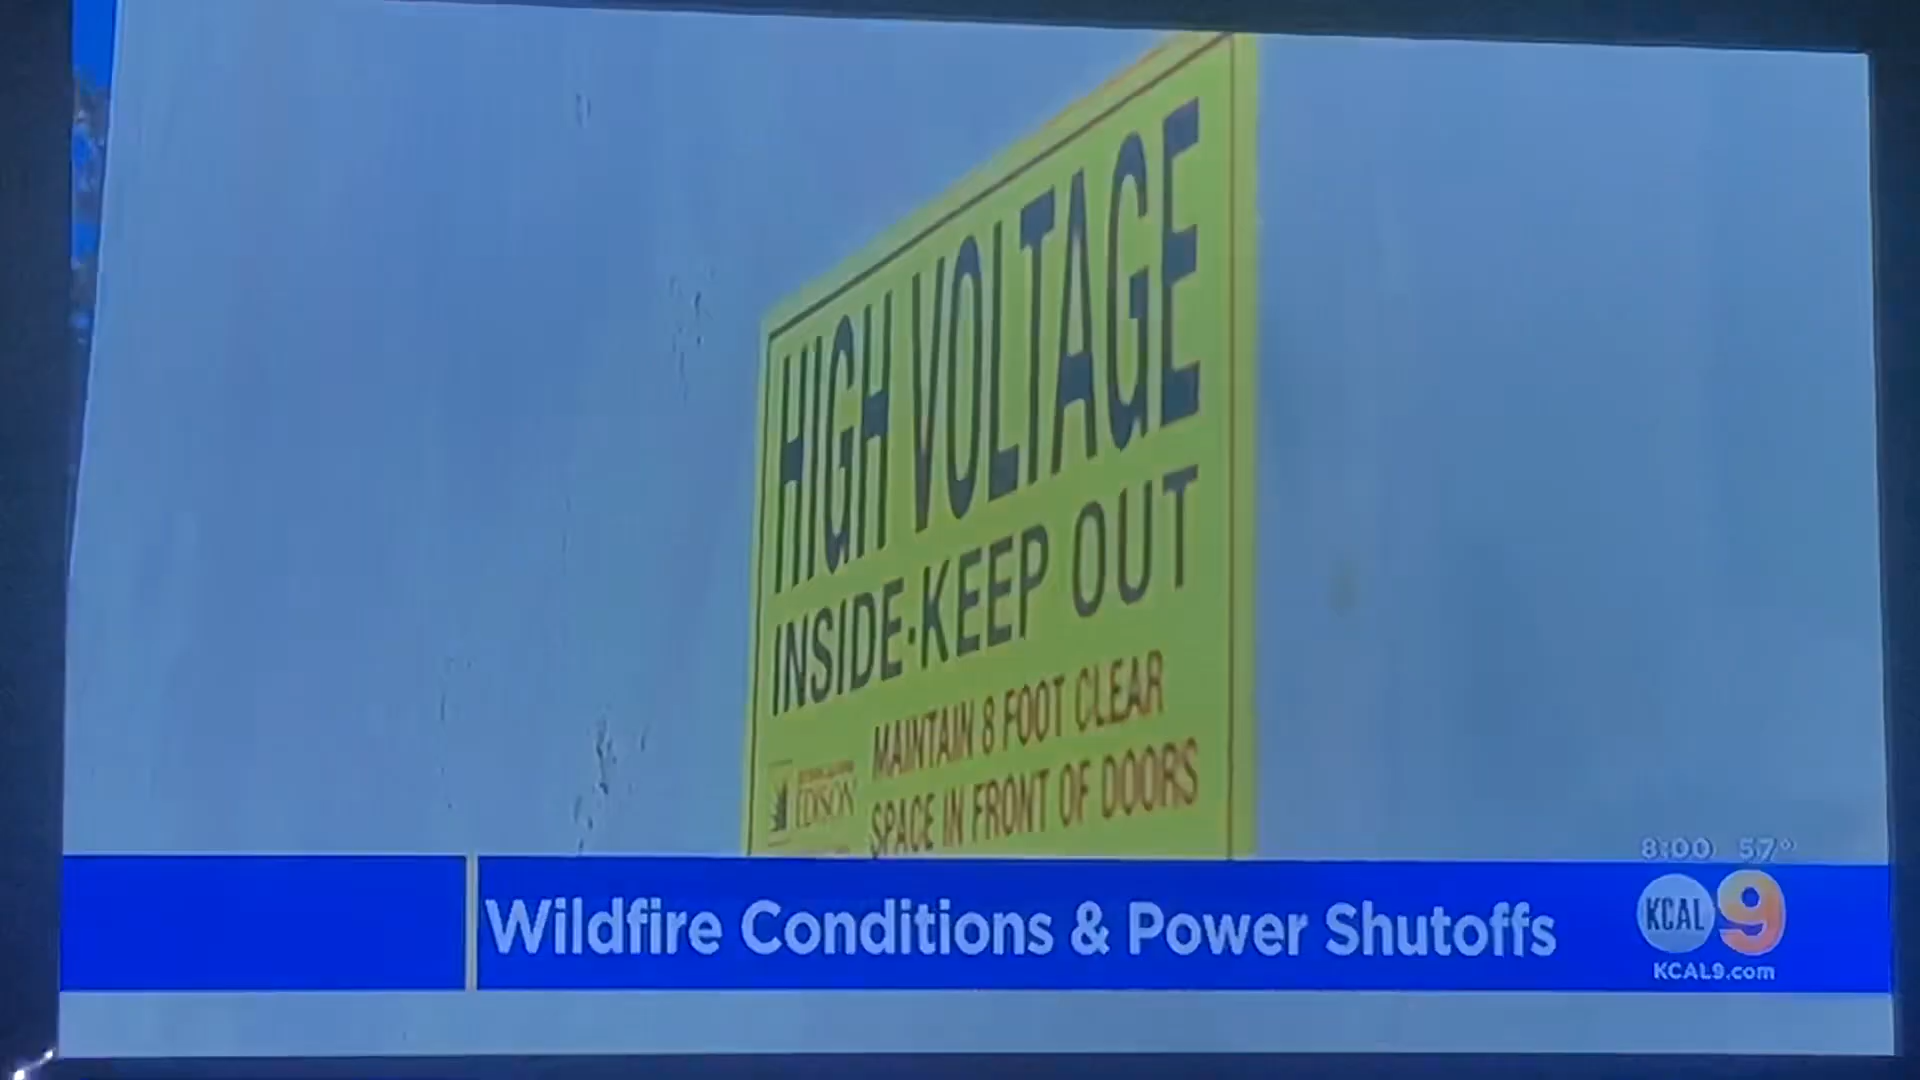 HIGH VOLTAGE
INSIDE-KEEP OUT
MAINTAIN 8 FOOT CLEAR
SPACE IN FRONT OF DOORS
EDISON
8:00 57°
Wildfire Conditions & Power Shutoffs
KCAL 9
KCAL9.com